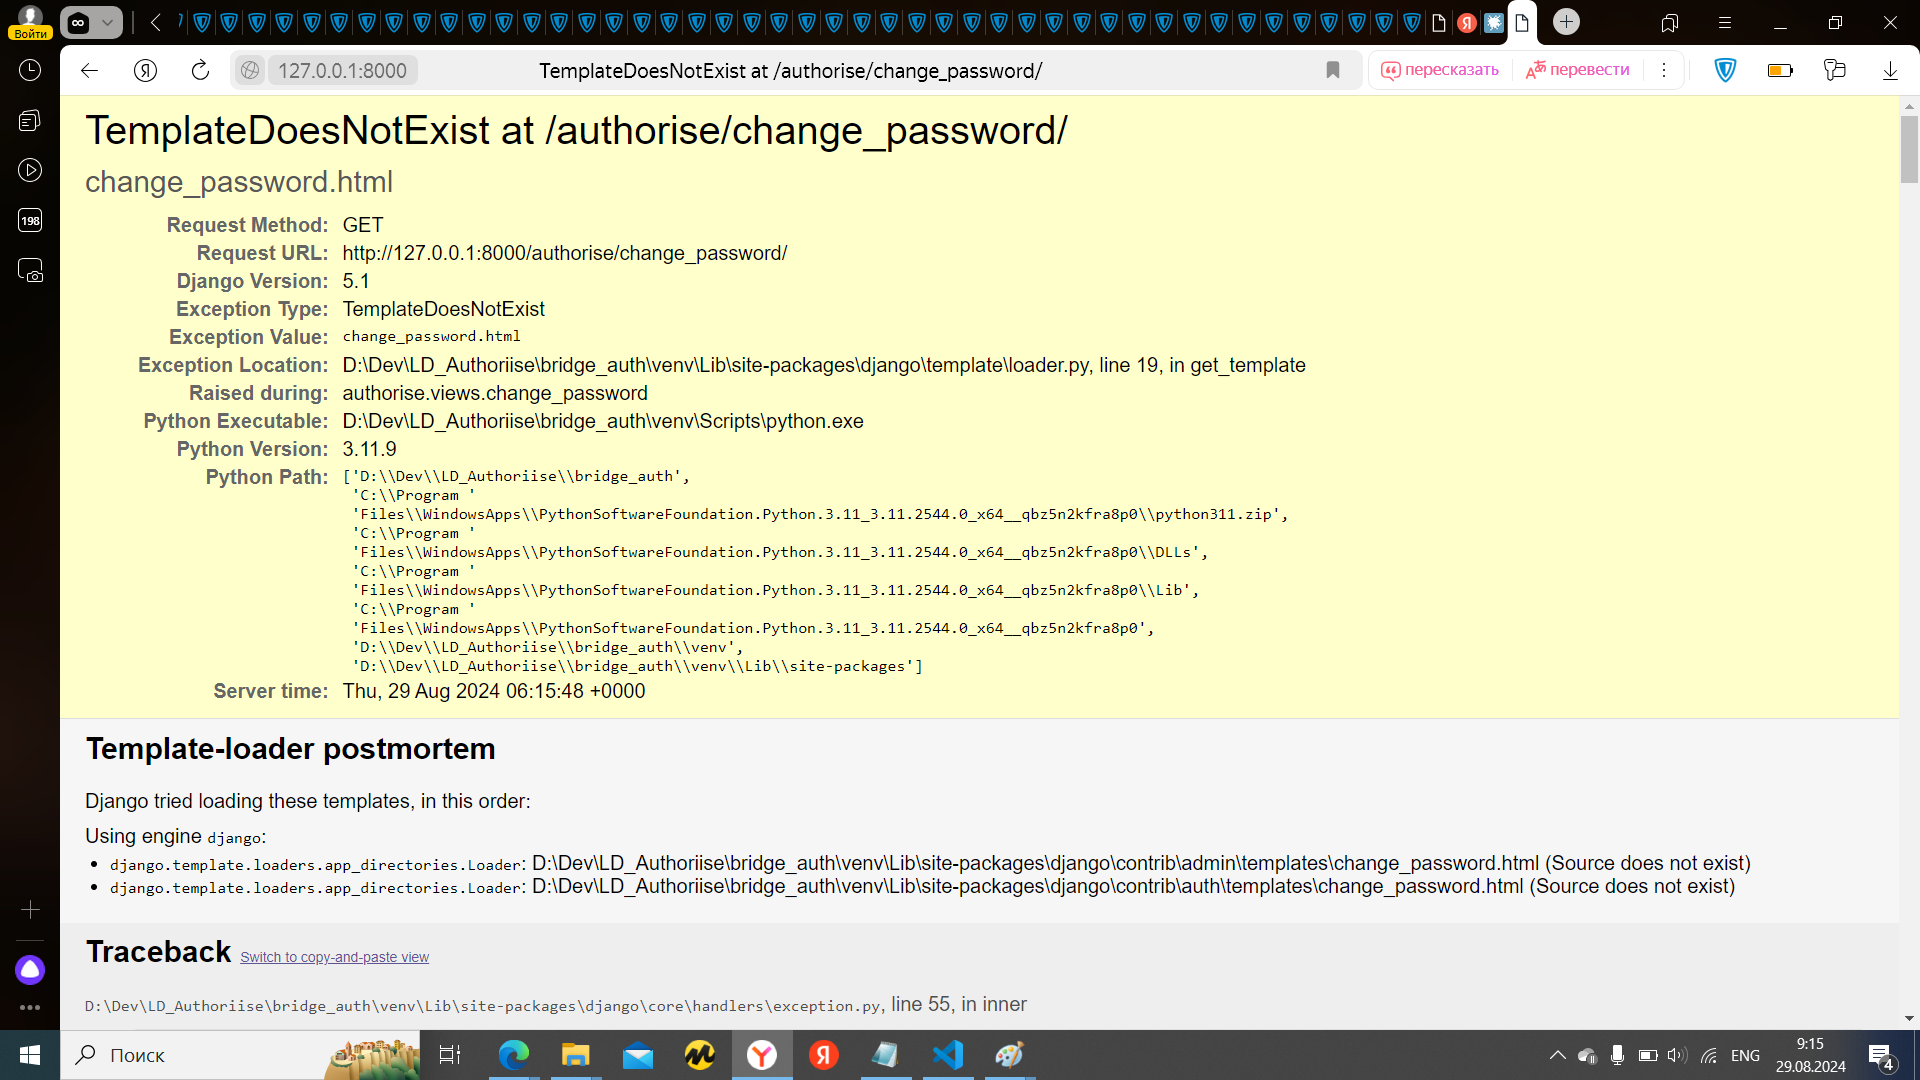 Войти
127.0.0.1:8000
TemplateDoesNotExist at /authorise/change_password/
пересказать
перевести
198
TemplateDoesNotExist at /authorise/change_password/
change_password.html
Request Method: GET
Request URL: http://127.0.0.1:8000/authorise/change_password/
Django Version: 5.1
Exception Type: TemplateDoesNotExist
Exception Value: change_password.html
Exception Location: D:\Dev\LD_Authoriise\bridge_auth\venv\Lib\site-packages\django\template\loader.py, line 19, in get_template
Raised during: authorise.views.change_password
Python Executable: D:\Dev\LD_Authoriise\bridge_auth\venv\Scripts\python.exe
Python Version: 3.11.9
Python Path: ['D:\\Dev\\LD_Authoriise\\bridge_auth',
'C:\\Program '
'Files\\WindowsApps\\PythonSoftwareFoundation.Python.3.11_3.11.2544.0_x64__qbz5n2kfra8p0\\python311.zip',
'C:\\Program '
'Files\\WindowsApps\\PythonSoftwareFoundation.Python.3.11_3.11.2544.0_x64__qbz5n2kfra8p0\\DLLs',
'C:\\Program '
'Files\\WindowsApps\\PythonSoftwareFoundation.Python.3.11_3.11.2544.0_x64__qbz5n2kfra8p0\\Lib',
'C:\\Program '
'Files\\WindowsApps\\PythonSoftwareFoundation.Python.3.11_3.11.2544.0_x64__qbz5n2kfra8p0',
'D:\\Dev\\LD_Authoriise\\bridge_auth\\venv',
'D:\\Dev\\LD_Authoriise\\bridge_auth\\venv\\Lib\\site-packages']
Server time: Thu, 29 Aug 2024 06:15:48 +0000
Template-loader postmortem
Django tried loading these templates, in this order:
Using engine django:
• django.template.loaders.app_directories.Loader: D:\Dev\LD_Authoriise\bridge_auth\venv\Lib\site-packages\django\contrib\admin\templates\change_password.html (Source does not exist)
• django.template.loaders.app_directories.Loader: D:\Dev\LD_Authoriise\bridge_auth\venv\Lib\site-packages\django\contrib\auth\templates\change_password.html (Source does not exist)
Traceback Switch to copy-and-paste view
D:\Dev\LD_Authoriise\bridge_auth\venv\Lib\site-packages\django\core\handlers\exception.py, line 55, in inner
Поиск
ENG
9:15
29.08.2024
4